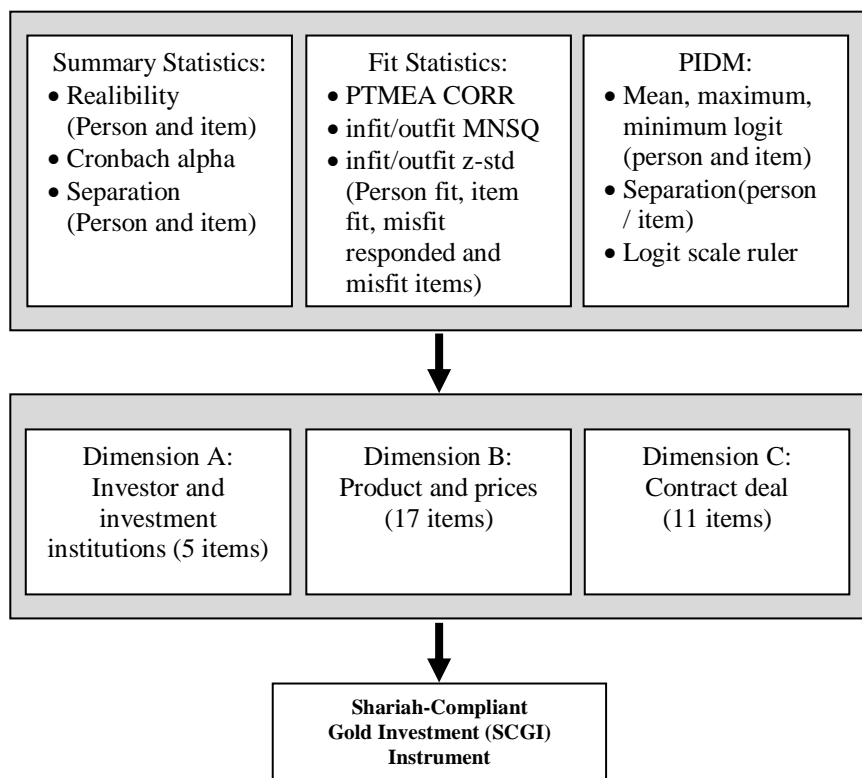 Summary Statistics:
• Realibility
(Person and item)
• Cronbach alpha
• Separation
(Person and item)
Fit Statistics:
• PTMEA CORR
• infit/outfit MNSQ
• infit/outfit z-std
(Person fit, item
fit, misfit
responded and
misfit items)
PIDM:
• Mean, maximum,
minimum logit
(person and item)
• Separation(person
/ item)
• Logit scale ruler
Dimension A:
Investor and
investment
institutions (5 items)
Dimension B:
Product and prices
(17 items)
Dimension C:
Contract deal
(11 items)
Shariah-Compliant
Gold Investment (SCGI)
Instrument